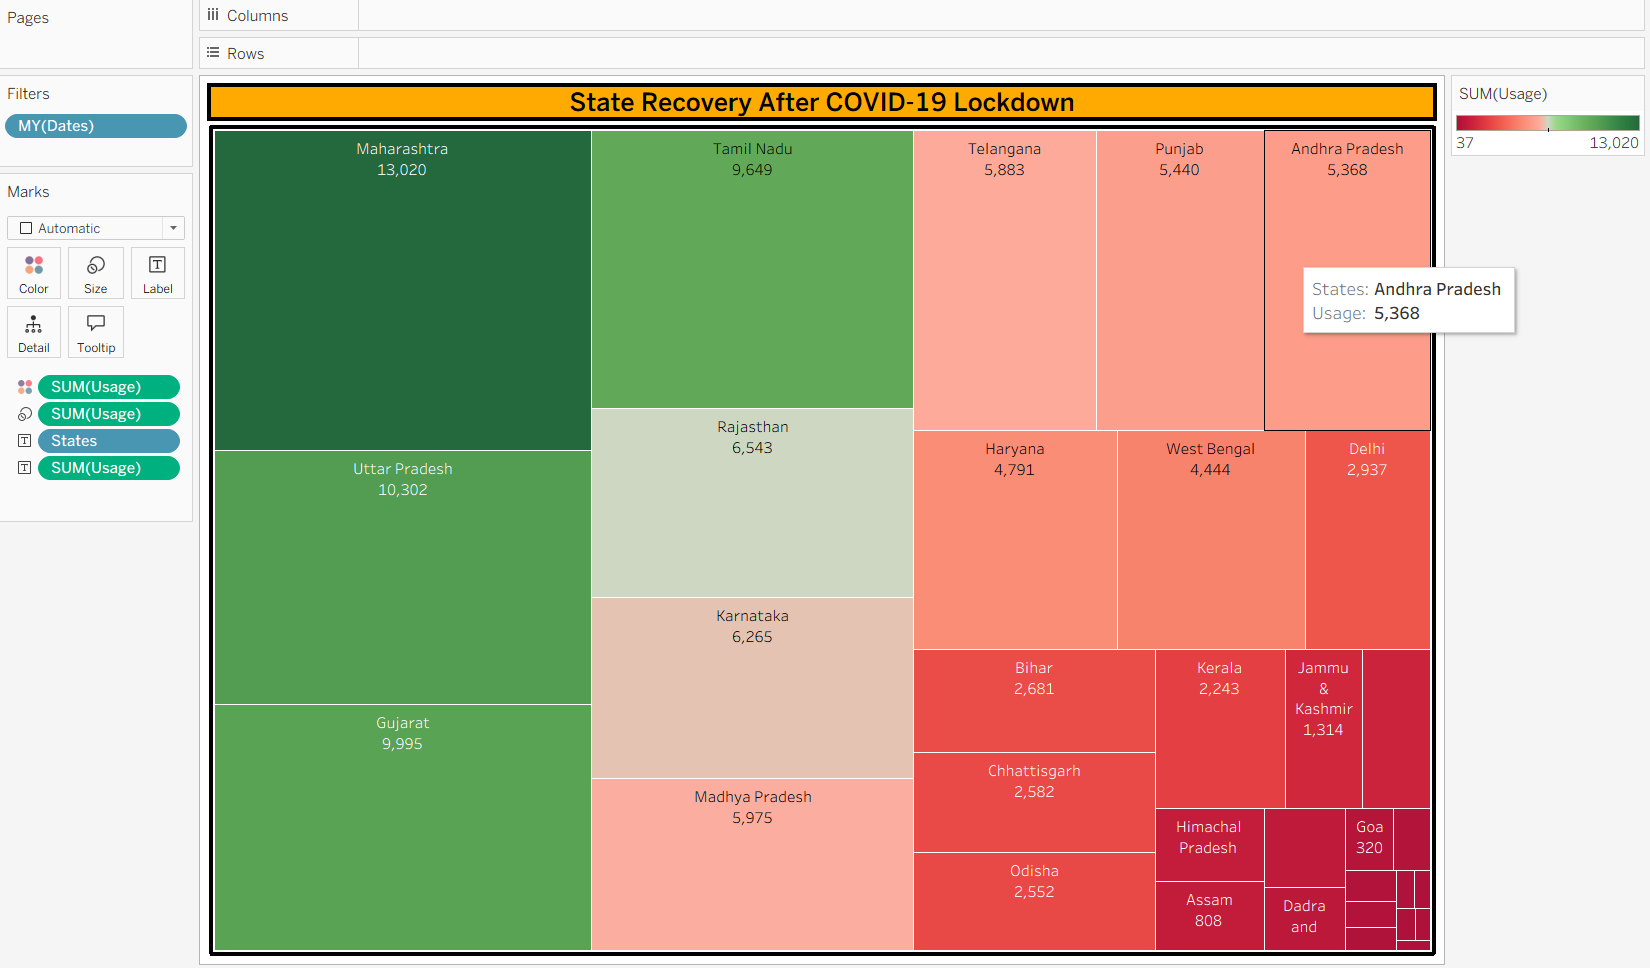 Pages
Columns
Rows
Filters
MY(Dates)
Marks
Automatic
Color
Size
Label
Detail
Tooltip
SUM(Usage)
SUM(Usage)
States
SUM(Usage)
State Recovery After COVID-19 Lockdown
Maharashtra
13,020
Uttar Pradesh
10,302
Gujarat
9,995
Tamil Nadu
9,649
Rajasthan
6,543
Karnataka
6,265
Madhya Pradesh
5,975
Telangana
5,883
Punjab
5,440
Andhra Pradesh
5,368
States: Andhra Pradesh
Usage: 5,368
Haryana
4,791
West Bengal
4,444
Delhi
2,937
Bihar
2,681
Chhattisgarh
2,582
Odisha
2,552
Kerala
2,243
Jammu
&
Kashmir
1,314
Himachal
Pradesh
Assam
808
Dadra
and
Goa
320
SUM(Usage)
37 13,020